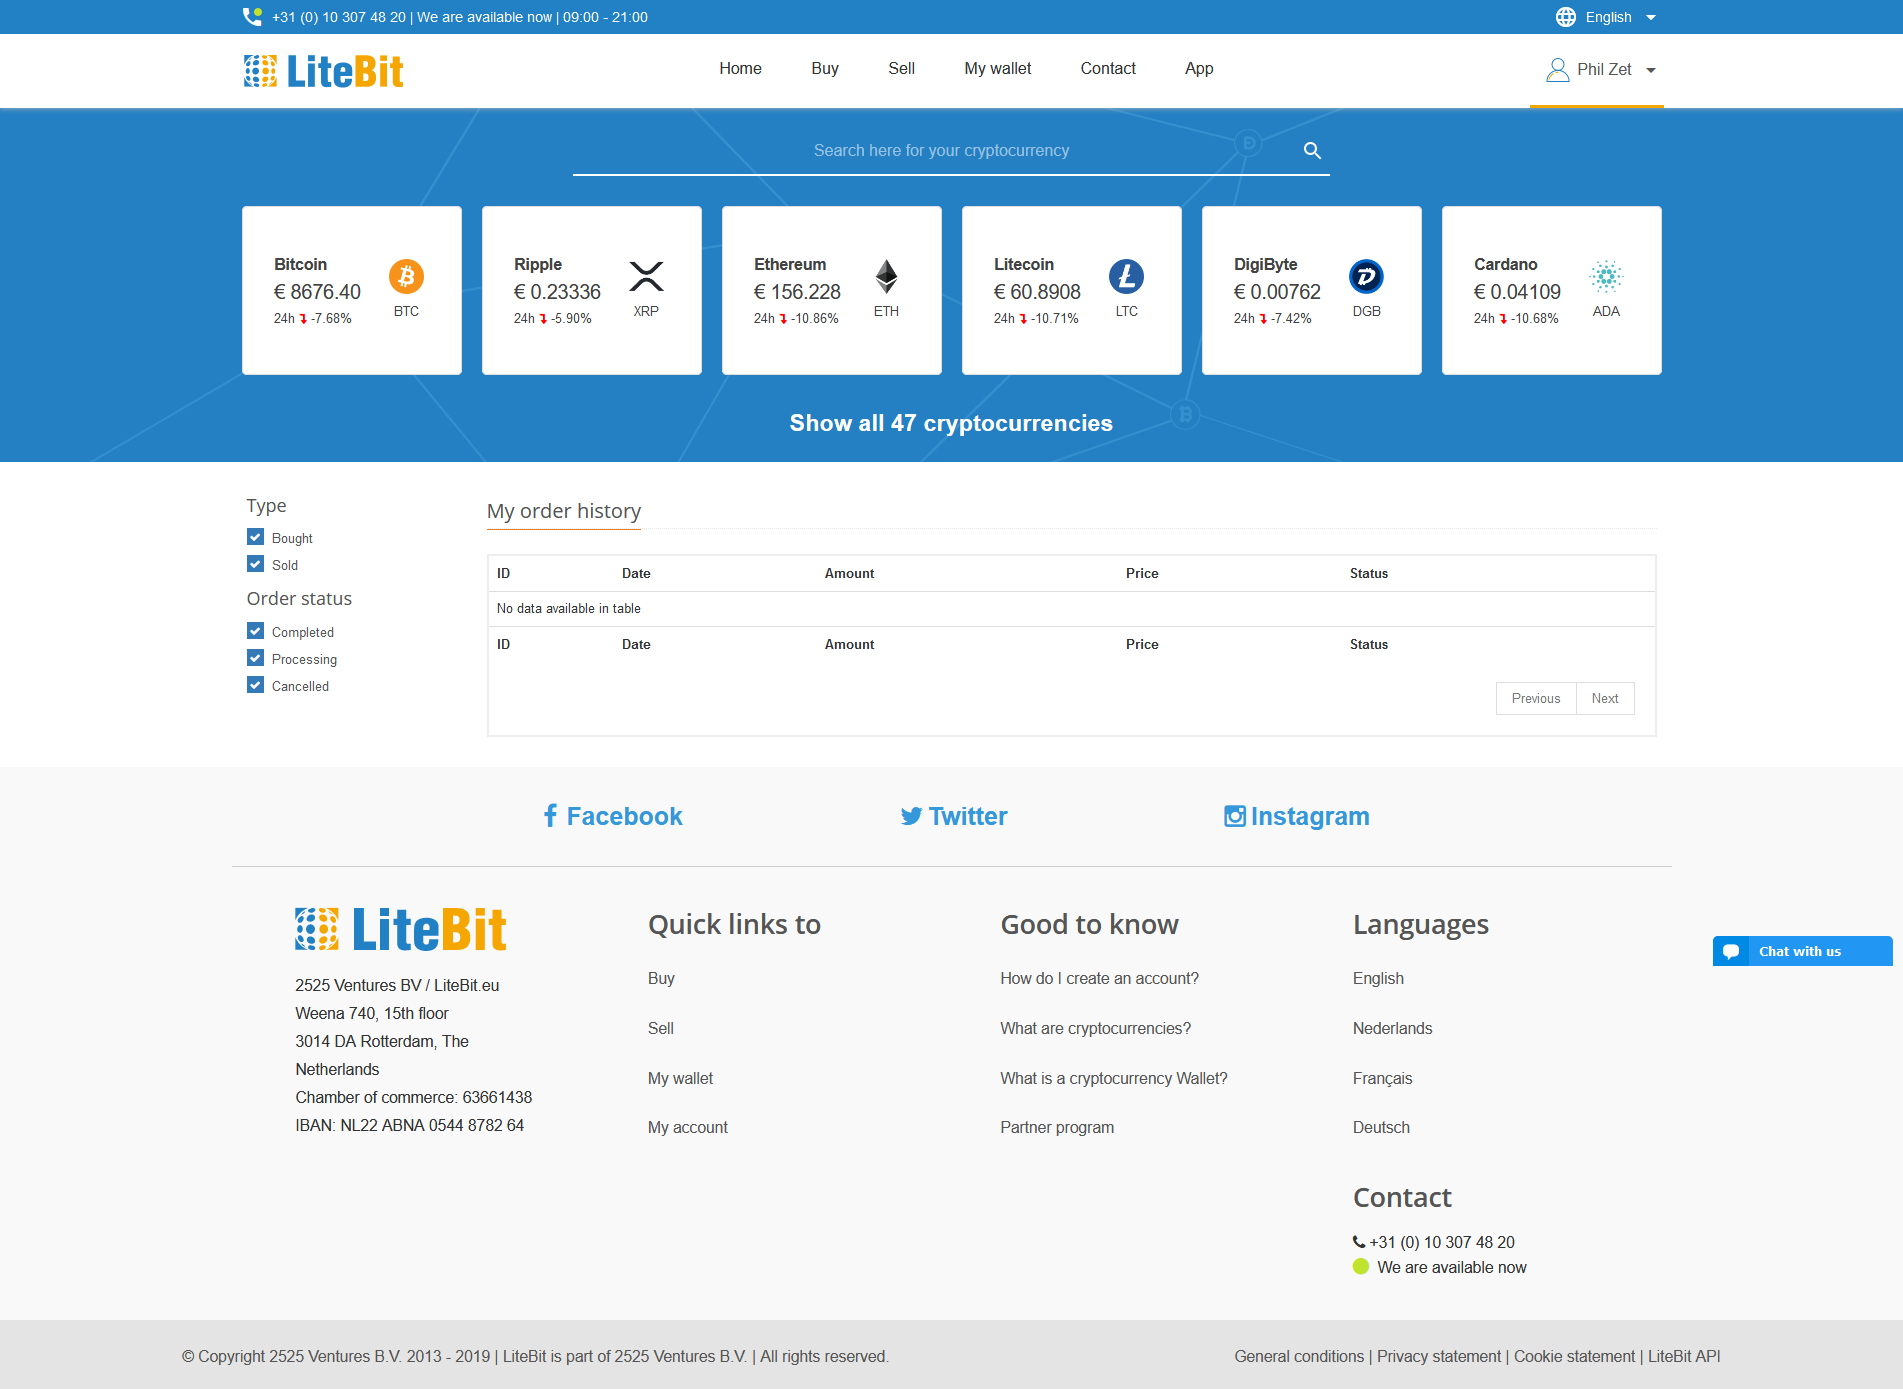 +31 (0) 10 307 48 20 | We are available now | 09:00 - 21:00
English
LiteBit
Home
Buy
Sell
My wallet
Contact
App
Phil Zet
Search here for your cryptocurrency
Bitcoin
€ 8676.40
24h -7.68%
BTC
Ripple
€ 0.23336
24h -5.90%
XRP
Ethereum
€ 156.228
24h -10.86%
ETH
Litecoin
€ 60.8908
24h -10.71%
LTC
DigiByte
€ 0.00762
24h -7.42%
DGB
Cardano
€ 0.04109
24h -10.68%
ADA
Show all 47 cryptocurrencies
Type
Bought
Sold
Order status
Completed
Processing
Cancelled
My order history
ID Date Amount Price Status
No data available in table
ID Date Amount Price Status
Previous
Next
Facebook
Twitter
Instagram
LiteBit
2525 Ventures BV / LiteBit.eu
Weena 740, 15th floor
3014 DA Rotterdam, The
Netherlands
Chamber of commerce: 63661438
IBAN: NL22 ABNA 0544 8782 64
Quick links to
Buy
Sell
My wallet
My account
Good to know
How do I create an account?
What are cryptocurrencies?
What is a cryptocurrency Wallet?
Partner program
Languages
English
Nederlands
Français
Deutsch
Contact
+31 (0) 10 307 48 20
We are available now
Chat with us
© Copyright 2525 Ventures B.V. 2013 - 2019 | LiteBit is part of 2525 Ventures B.V. | All rights reserved.
General conditions | Privacy statement | Cookie statement | LiteBit API